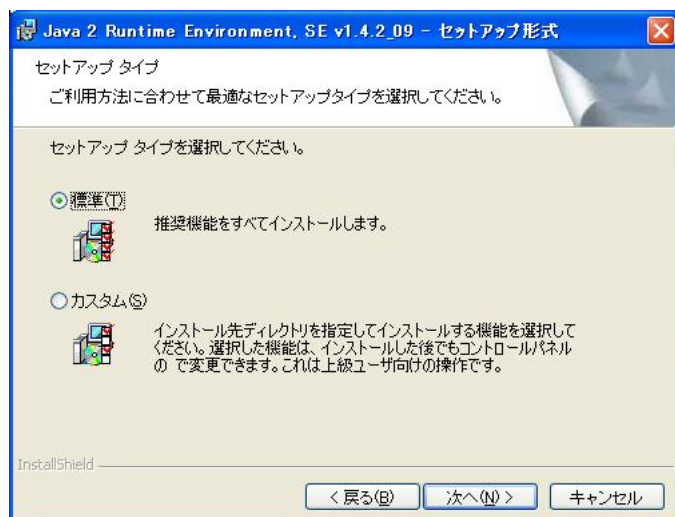 Java 2 Runtime Environment, SE v1.4.2_09 - セットアップ形式
セットアップ タイプ
ご利用方法に合わせて最適なセットアップタイプを選択してください。
セットアップ タイプを選択してください。
標準(T)
推奨機能をすべてインストールします。
カスタム(S)
インストール先ディレクトリを指定してインストールする機能を選択して
ください。選択した機能は、インストールした後でもコントロールパネル
の で変更できます。これは上級ユーザ向けの操作です。
InstallShield
< 戻る(B)
次へ(N) >
キャンセル